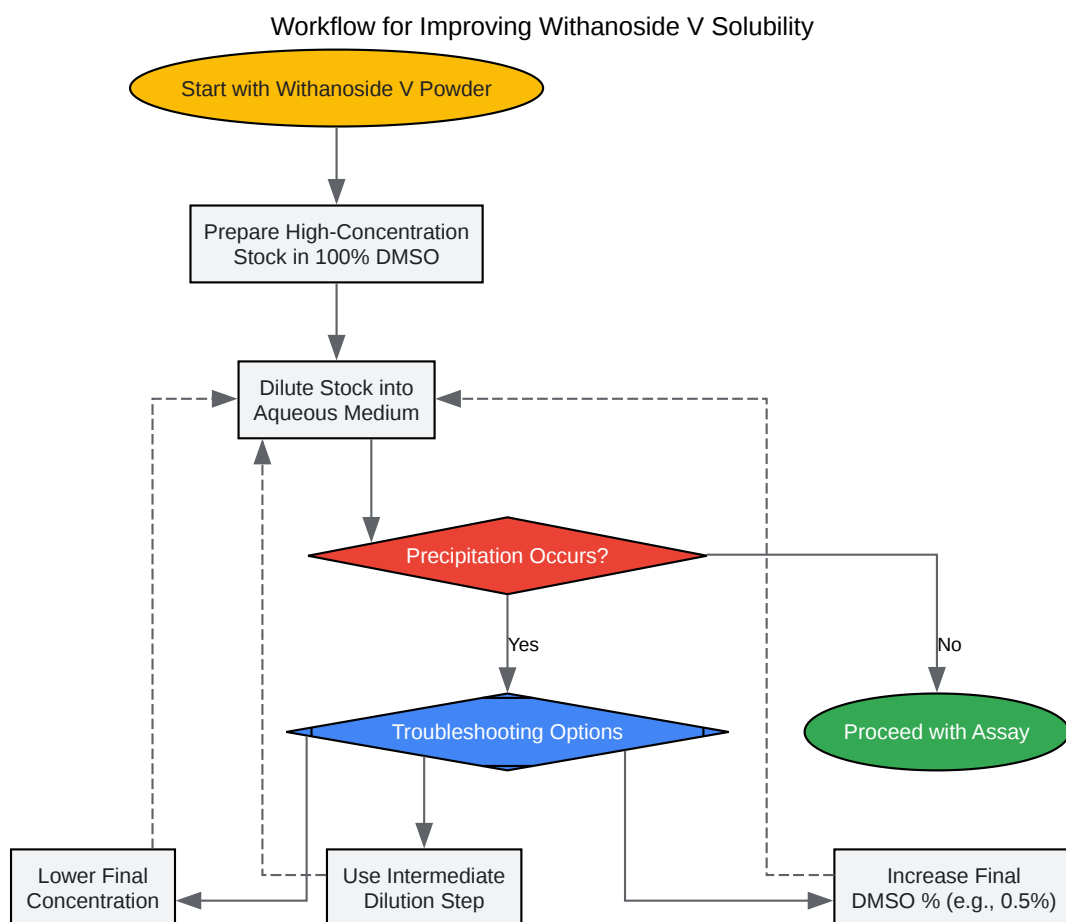 Workflow for Improving Withanoside V Solubility
Start with Withanoside V Powder
Prepare High-Concentration
Stock in 100% DMSO
Dilute Stock into
Aqueous Medium
Precipitation Occurs?
Yes
No
Troubleshooting Options
Proceed with Assay
Lower Final
Concentration
Use Intermediate
Dilution Step
Increase Final
DMSO % (e.g., 0.5%)